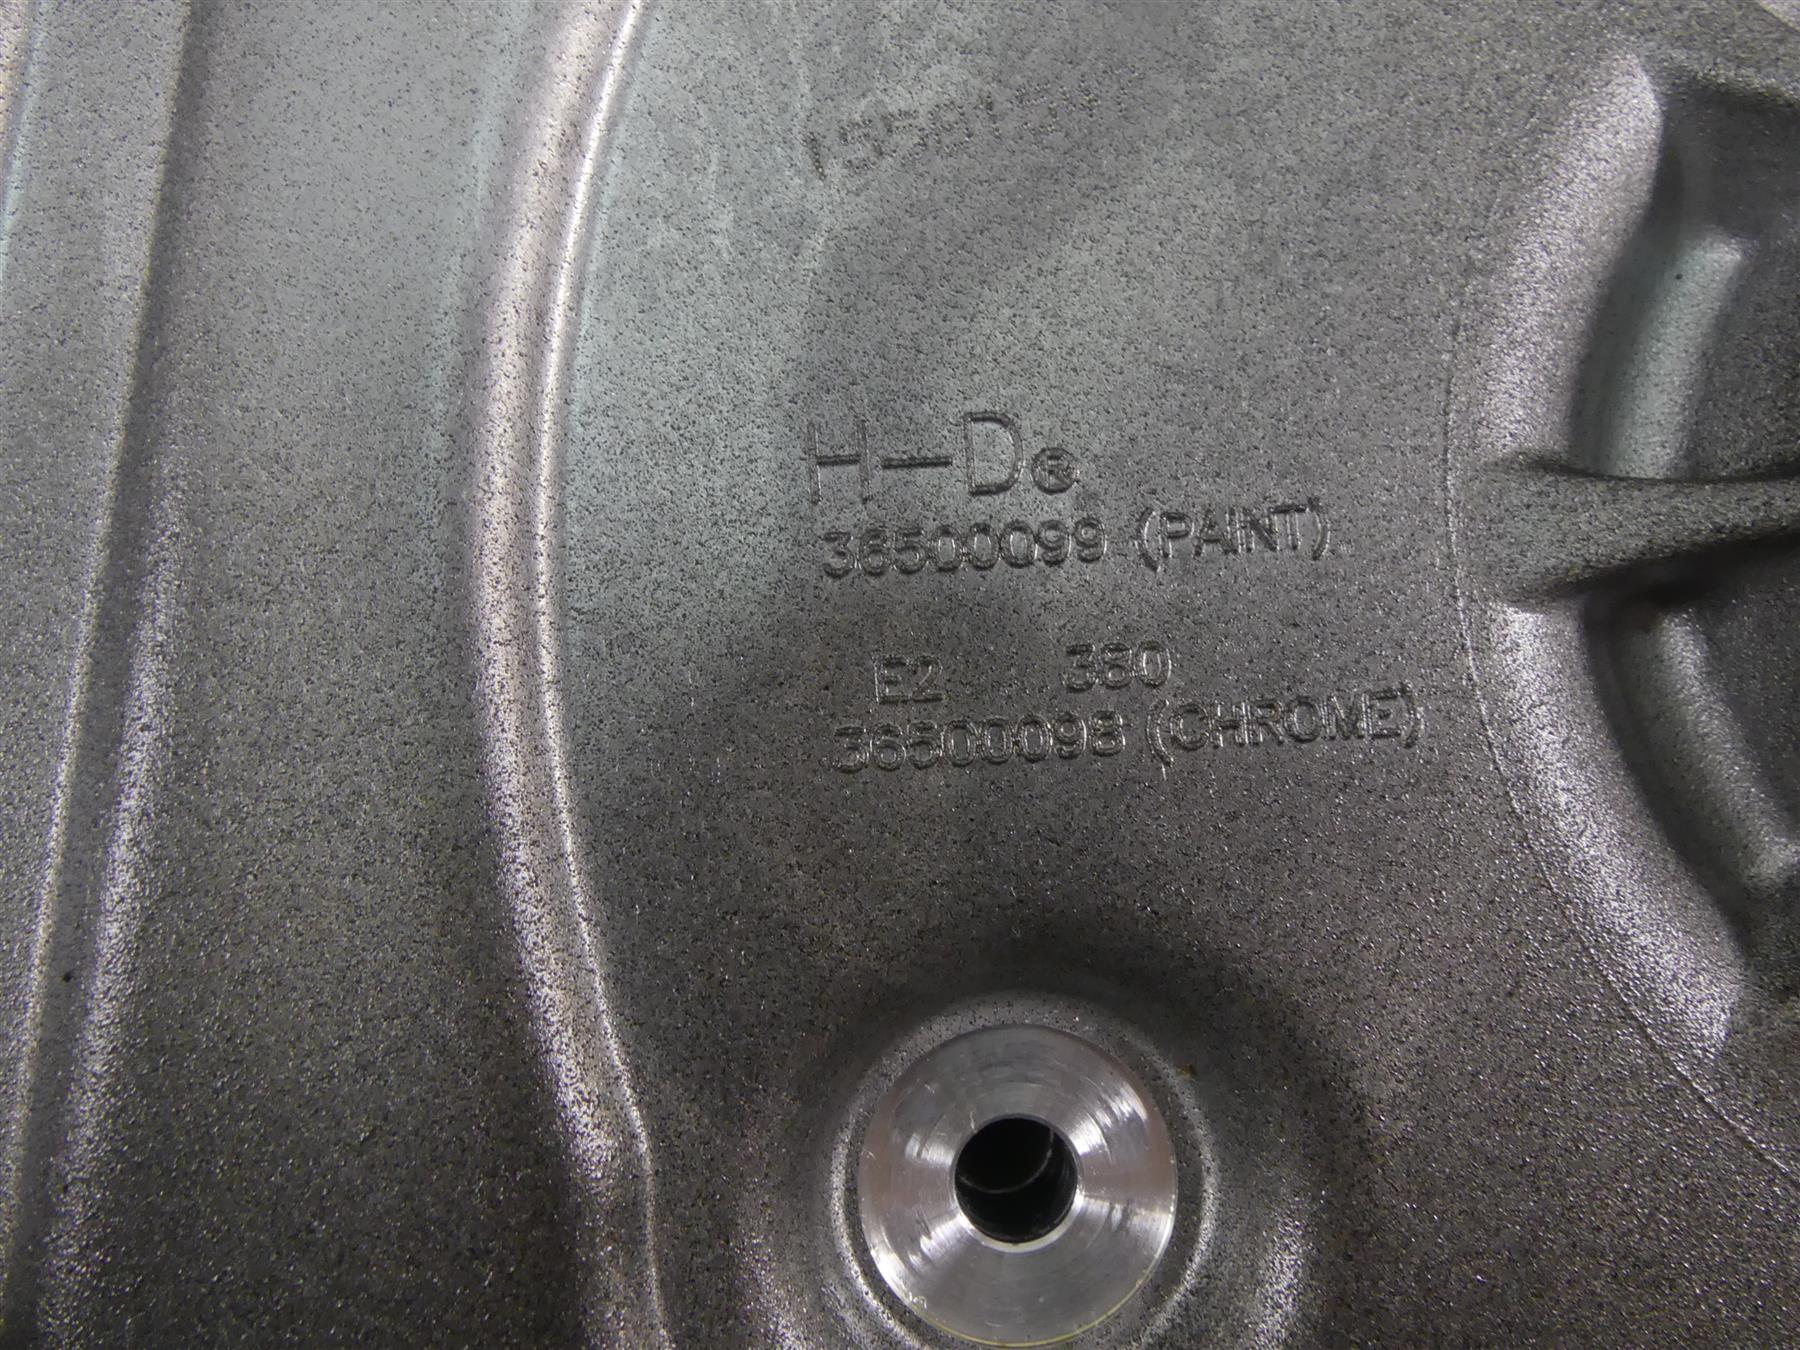 H-D®
36500099 (PAINT)
E2 380
36500098 (CHROME)